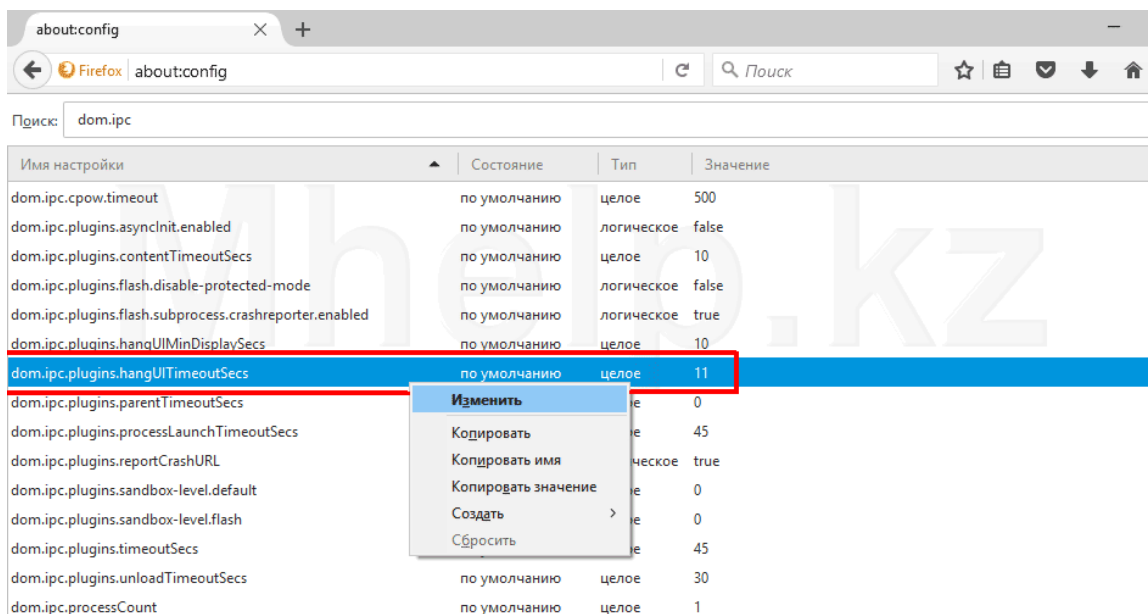 about:config
Firefox about:config Поиск
Поиск: dom.ipc
Имя настройки Состояние Тип Значение
dom.ipc.cpow.timeout по умолчанию целое 500
dom.ipc.plugins.asyncInit.enabled по умолчанию логическое false
dom.ipc.plugins.contentTimeoutSecs по умолчанию целое 10
dom.ipc.plugins.flash.disable-protected-mode по умолчанию логическое false
dom.ipc.plugins.flash.subprocess.crashreporter.enabled по умолчанию логическое true
dom.ipc.plugins.hangUIMinDisplaySecs по умолчанию целое 10
dom.ipc.plugins.hangUITimeoutSecs по умолчанию целое 11
dom.ipc.plugins.parentTimeoutSecs 0
dom.ipc.plugins.processLaunchTimeoutSecs 45
dom.ipc.plugins.reportCrashURL true
dom.ipc.plugins.sandbox-level.default 0
dom.ipc.plugins.sandbox-level.flash 0
dom.ipc.plugins.timeoutSecs 45
dom.ipc.plugins.unloadTimeoutSecs по умолчанию целое 30
dom.ipc.processCount по умолчанию целое 1
Изменить
Копировать
Копировать имя
Копировать значение
Создать
Сбросить
Mhelp.kz